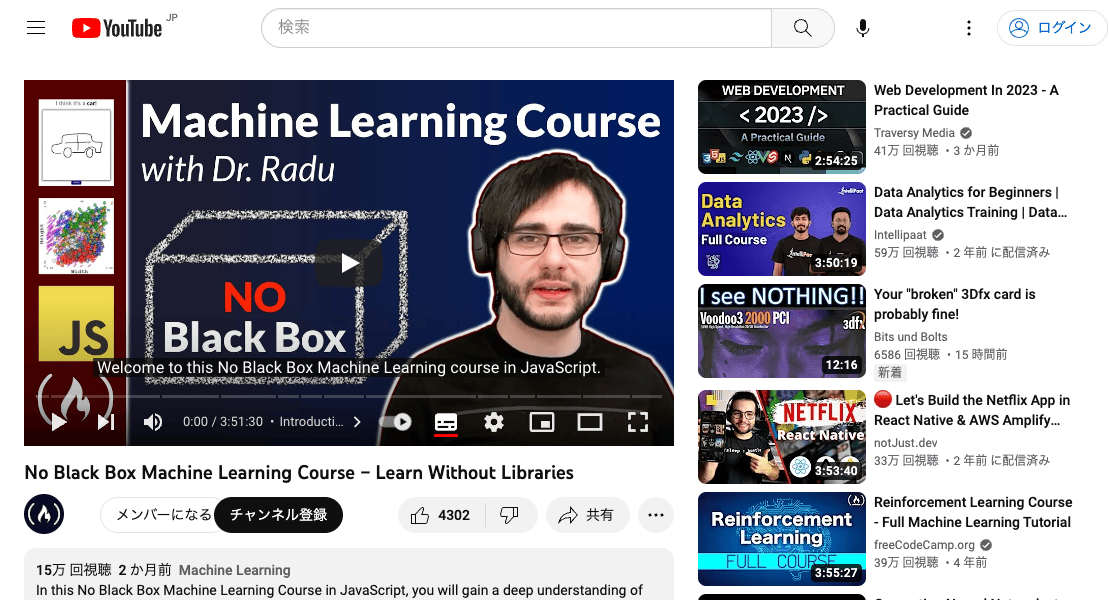 YouTube JP
検索
ログイン
I think it's a car!
Machine Learning Course
with Dr. Radu
NO
Black Box
JS
Welcome to this No Black Box Machine Learning course in JavaScript.
0:00 / 3:51:30 • Introducti...
No Black Box Machine Learning Course – Learn Without Libraries
メンバーになる
チャンネル登録
4302
共有
15万 回視聴 2 か月前 Machine Learning
In this No Black Box Machine Learning Course in JavaScript, you will gain a deep understanding of
WEB DEVELOPMENT
< 2023 />
A Practical Guide
2:54:25
Web Development In 2023 - A
Practical Guide
Traversy Media
41万 回視聴 • 3 か月前
IntelliPaat
Data
Analytics
Full Course
3:50:19
Data Analytics for Beginners |
Data Analytics Training | Data...
Intellipaat
59万 回視聴 • 2 年前 に配信済み
I see NOTHING!!
Voodoo3 2000 PCI
3dfx
12:16
Your "broken" 3Dfx card is
probably fine!
Bits und Bolts
6586 回視聴 • 15 時間前
新着
NETFLIX
React Native
3:53:40
Let's Build the Netflix App in
React Native & AWS Amplify...
notJust.dev
33万 回視聴 • 2 年前 に配信済み
Reinforcement
Learning
FULL COURSE
3:55:27
Reinforcement Learning Course
- Full Machine Learning Tutorial
freeCodeCamp.org
39万 回視聴 • 4 年前